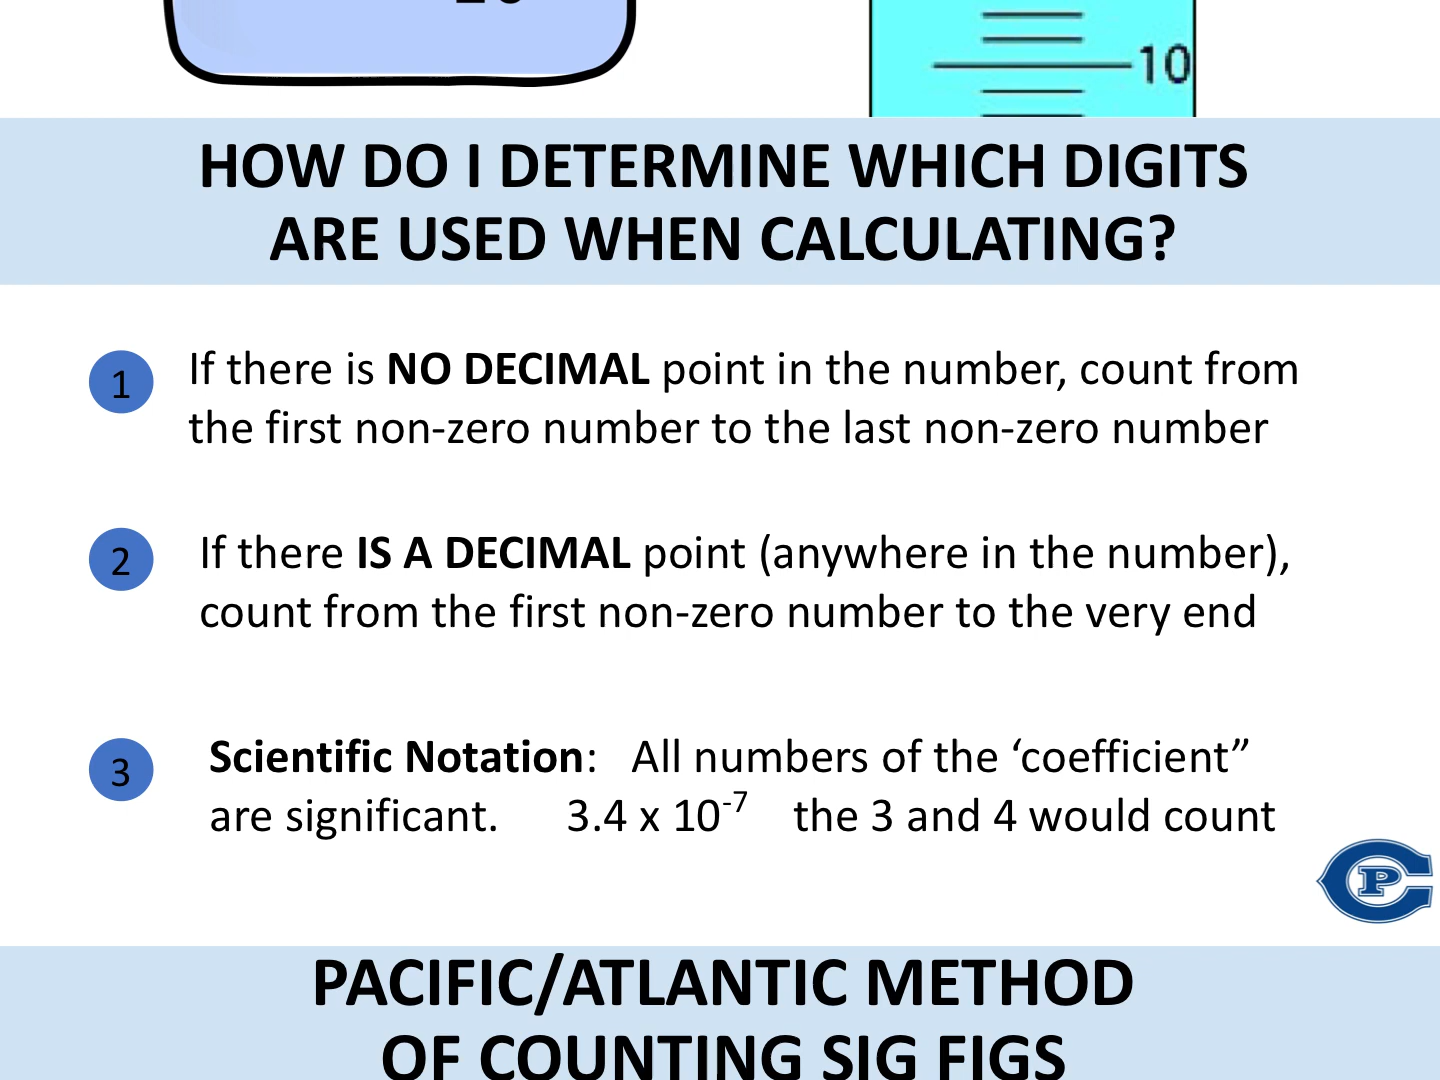 10
HOW DO I DETERMINE WHICH DIGITS
ARE USED WHEN CALCULATING?
1
If there is NO DECIMAL point in the number, count from
the first non-zero number to the last non-zero number
2
If there IS A DECIMAL point (anywhere in the number),
count from the first non-zero number to the very end
3
Scientific Notation: All numbers of the ‘coefficient”
are significant. 3.4 x 10⁻⁷ the 3 and 4 would count
C P
PACIFIC/ATLANTIC METHOD
OF COUNTING SIG FIGS